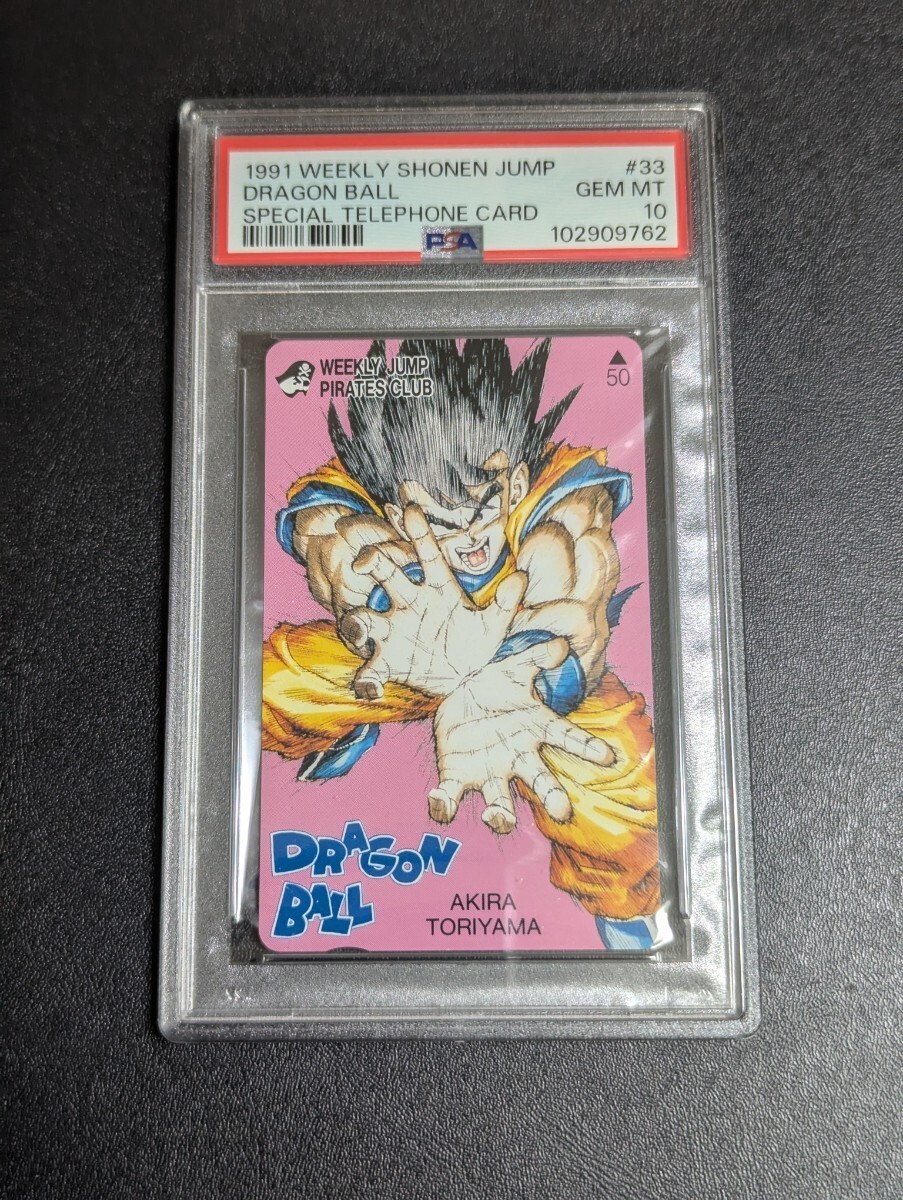 1991 WEEKLY SHONEN JUMP #33
DRAGON BALL GEM MT
SPECIAL TELEPHONE CARD 10
PSA 102909762
WEEKLY JUMP
PIRATES CLUB
50
DRAGON
BALL
AKIRA
TORIYAMA